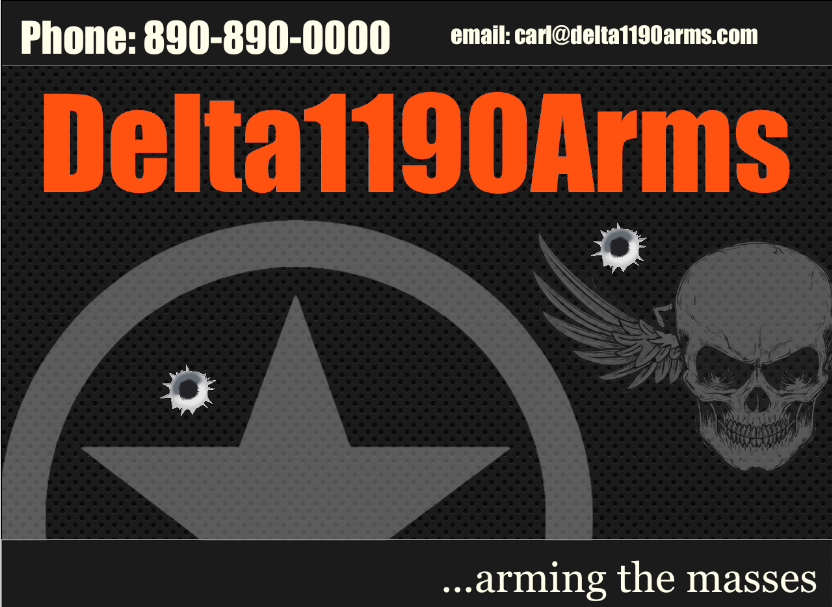 Phone: 890-890-0000
email: carl@delta1190arms.com
Delta1190Arms
...arming the masses